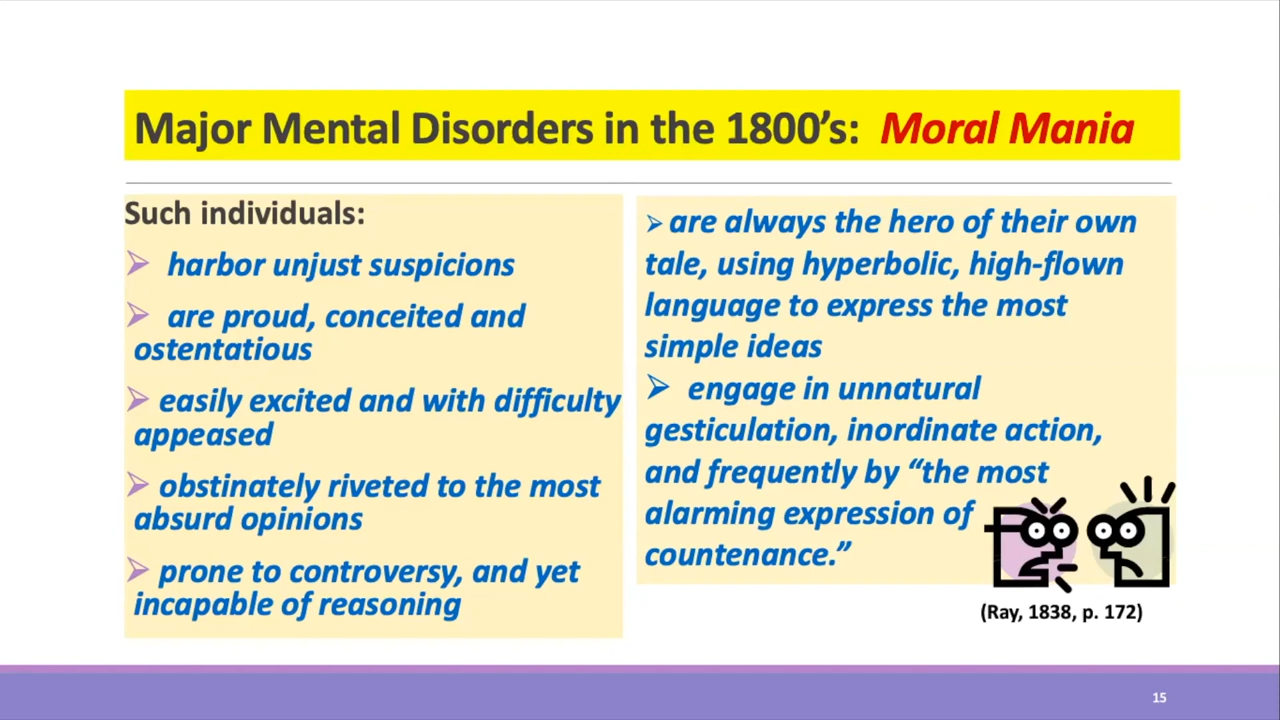 Major Mental Disorders in the 1800’s: Moral Mania
Such individuals:
➢ harbor unjust suspicions
➢ are proud, conceited and
ostentatious
➢ easily excited and with difficulty
appeased
➢ obstinately riveted to the most
absurd opinions
➢ prone to controversy, and yet
incapable of reasoning
➢ are always the hero of their own
tale, using hyperbolic, high-flown
language to express the most
simple ideas
➢ engage in unnatural
gesticulation, inordinate action,
and frequently by “the most
alarming expression of
countenance.”
(Ray, 1838, p. 172)
15